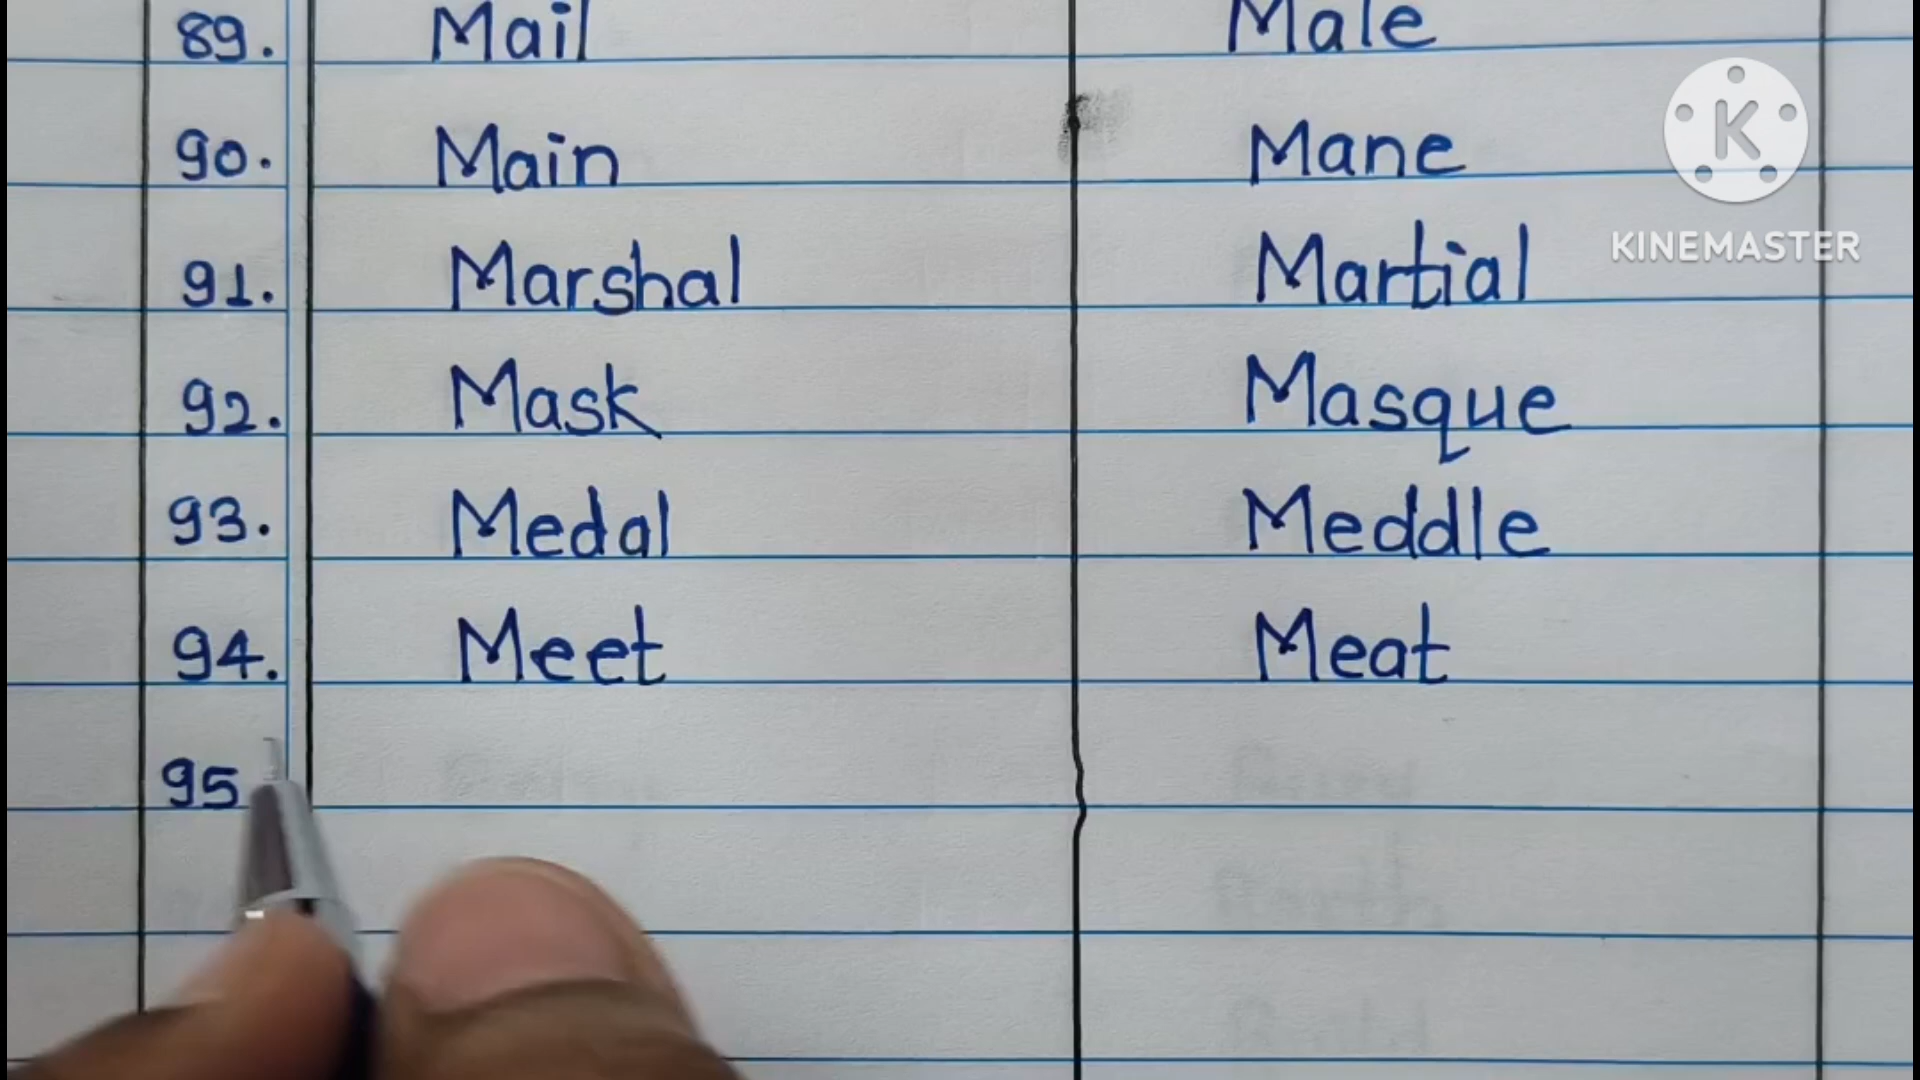 89. Mail Male
90. Main Mane
91. Marshal Martial
92. Mask Masque
93. Medal Meddle
94. Meet Meat
95
K
KINEMASTER